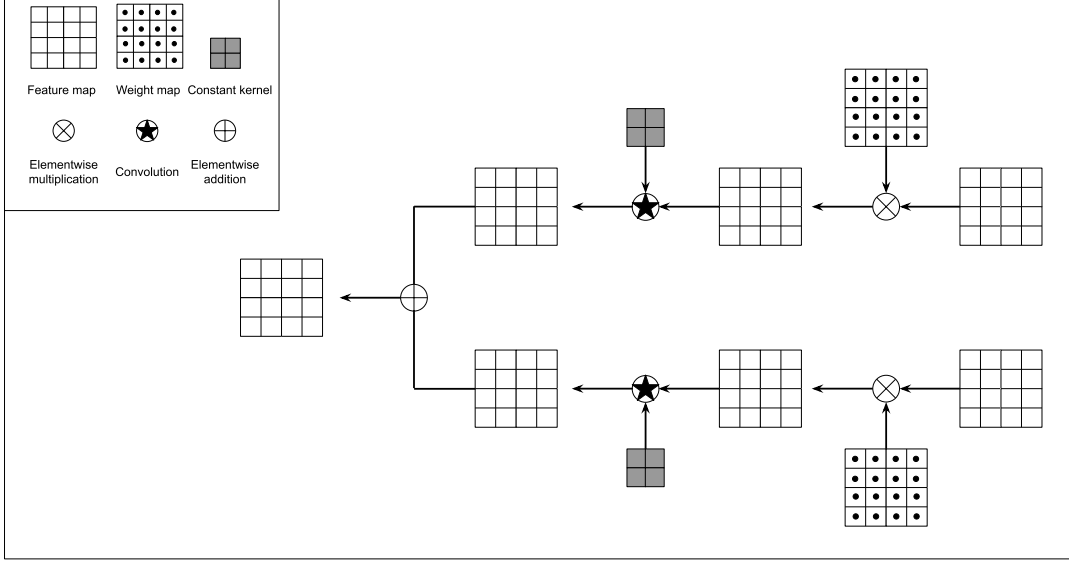 Feature map
Weight map
Constant kernel
Elementwise
multiplication
Convolution
Elementwise
addition